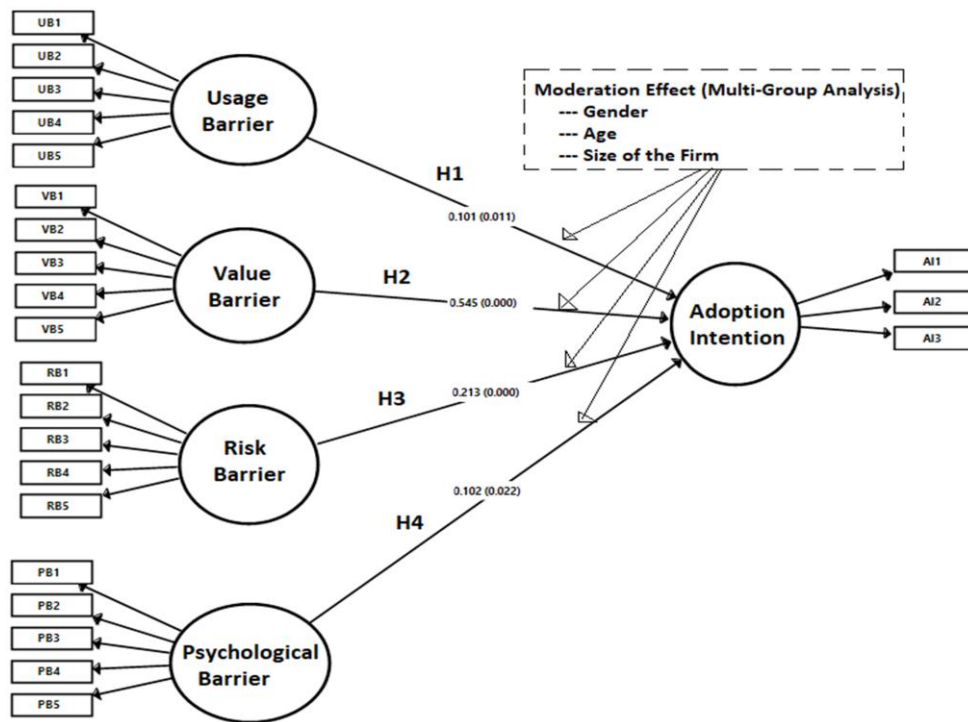 UB1
UB2
UB3
UB4
UB5
Usage
Barrier
Moderation Effect (Multi-Group Analysis)
--- Gender
--- Age
--- Size of the Firm
H1
0.101 (0.011)
VB1
VB2
VB3
VB4
VB5
Value
Barrier
H2
0.545 (0.000)
Adoption
Intention
AI1
AI2
AI3
RB1
RB2
RB3
RB4
RB5
Risk
Barrier
H3
0.213 (0.000)
H4
0.102 (0.022)
PB1
PB2
PB3
PB4
PB5
Psychological
Barrier